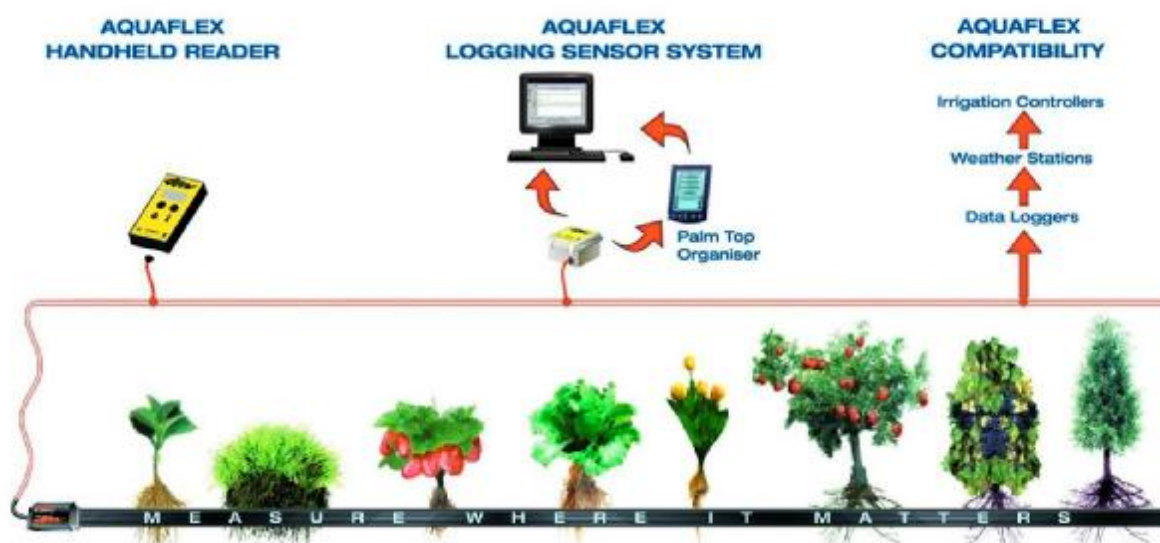 AQUAFLEX
HANDHELD READER
AQUAFLEX
LOGGING SENSOR SYSTEM
AQUAFLEX
COMPATIBILITY
Irrigation Controllers
Weather Stations
Data Loggers
Palm Top
Organiser
MEASURE WHERE IT MATTERS